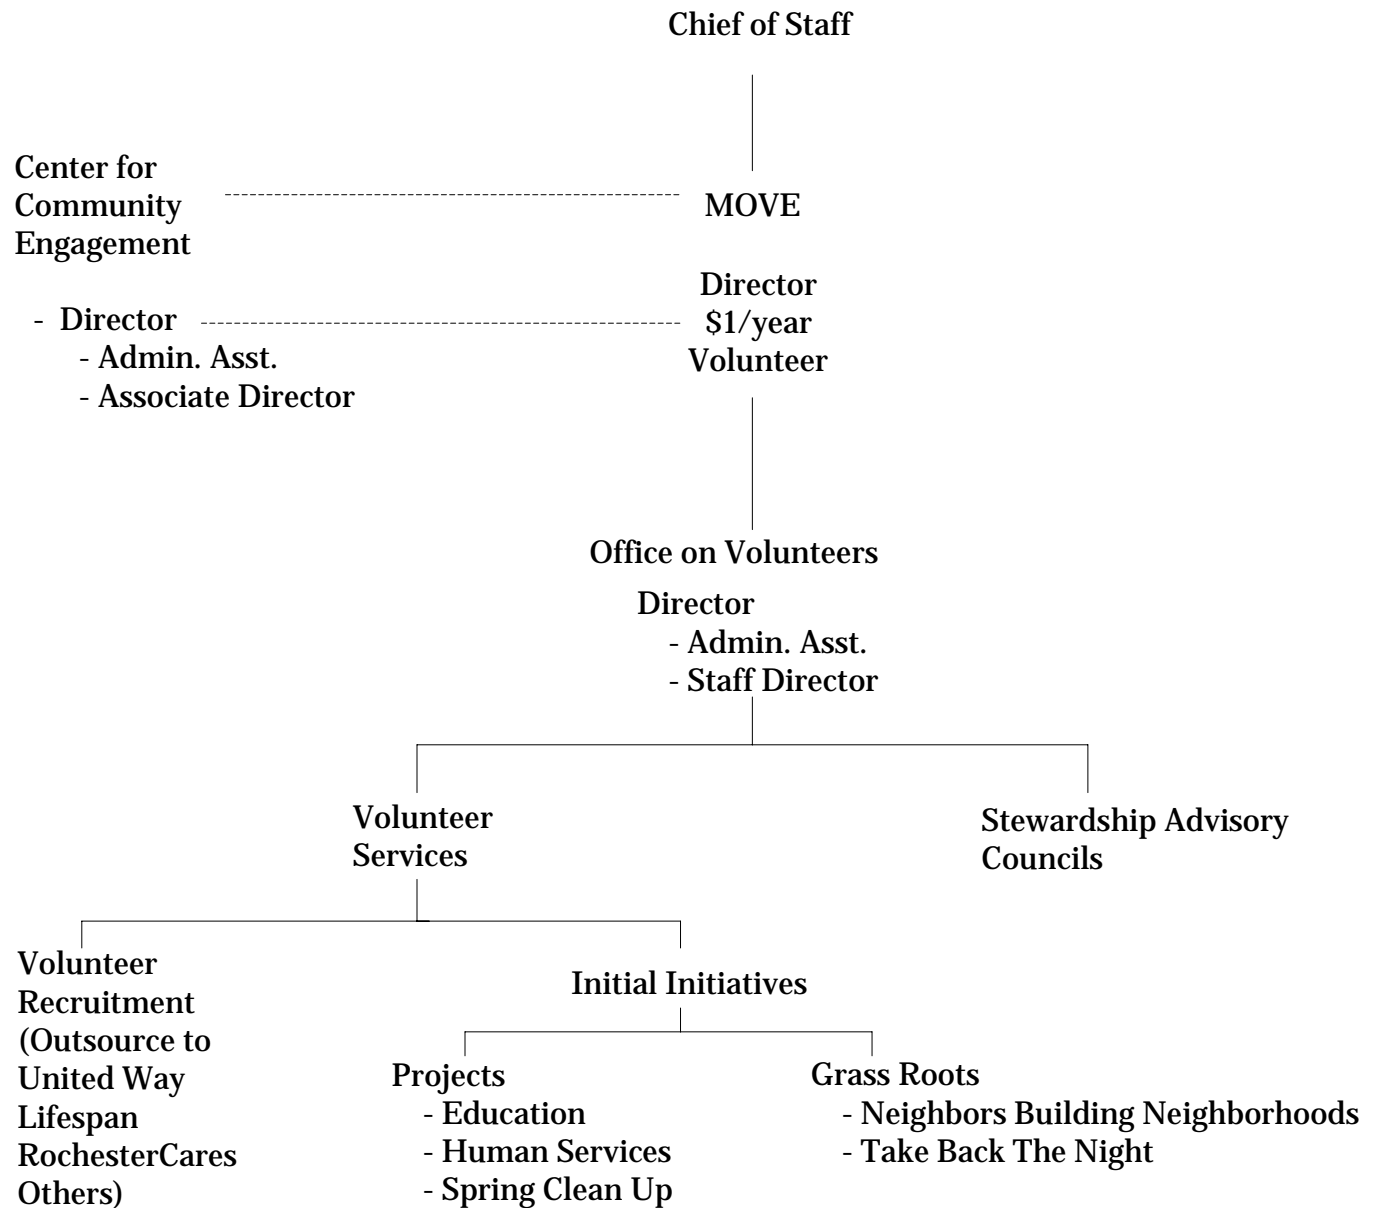 Chief of Staff
Center for
Community
Engagement
MOVE
Director
$1/year
Volunteer
- Director
- Admin. Asst.
- Associate Director
Office on Volunteers
Director
- Admin. Asst.
- Staff Director
Volunteer
Services
Stewardship Advisory
Councils
Volunteer
Recruitment
(Outsource to
United Way
Lifespan
RochesterCares
Others)
Initial Initiatives
Projects
- Education
- Human Services
- Spring Clean Up
Grass Roots
- Neighbors Building Neighborhoods
- Take Back The Night